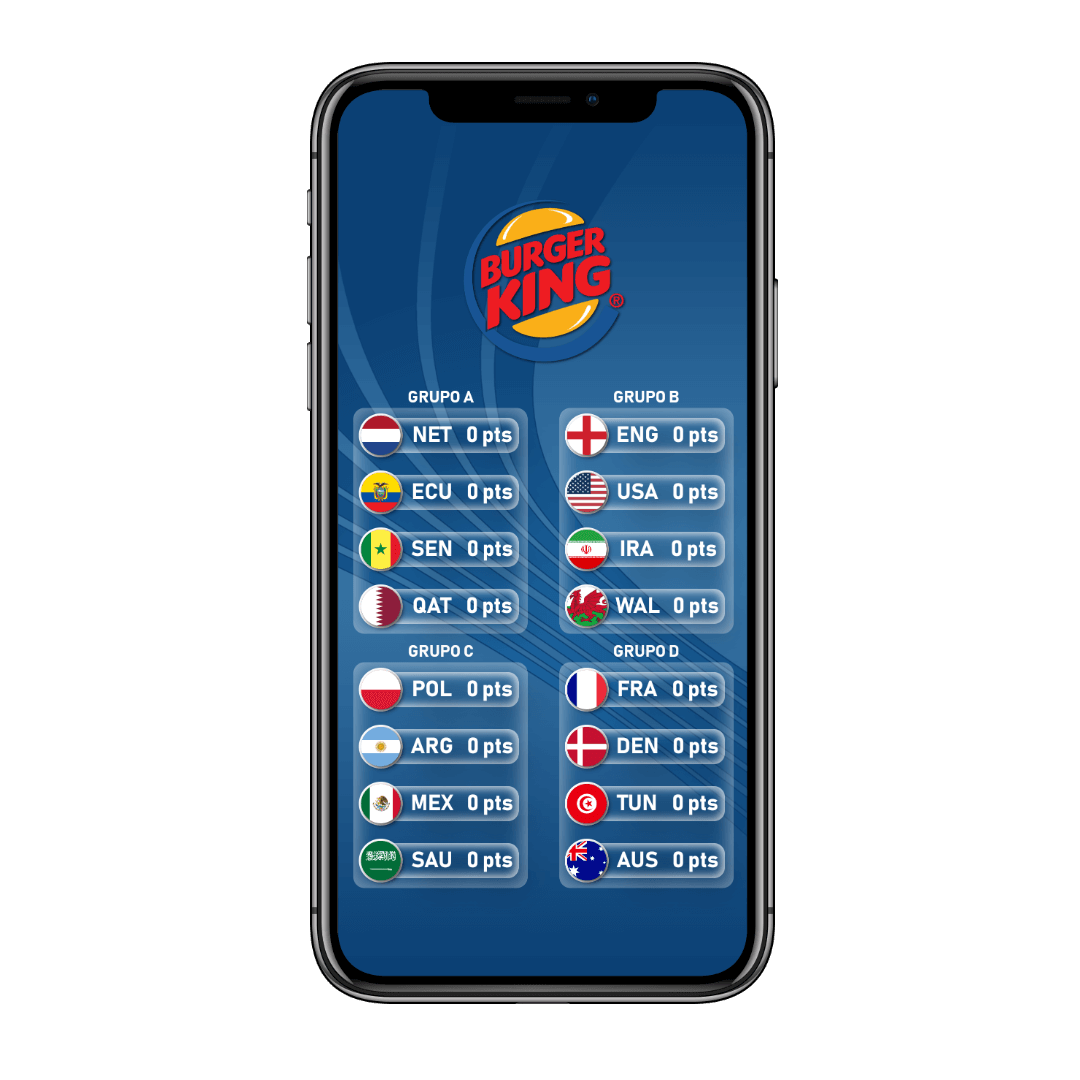 BURGER
KING®
GRUPO A
NET 0 pts
ECU 0 pts
SEN 0 pts
QAT 0 pts
GRUPO B
ENG 0 pts
USA 0 pts
IRA 0 pts
WAL 0 pts
GRUPO C
POL 0 pts
ARG 0 pts
MEX 0 pts
SAU 0 pts
GRUPO D
FRA 0 pts
DEN 0 pts
TUN 0 pts
AUS 0 pts